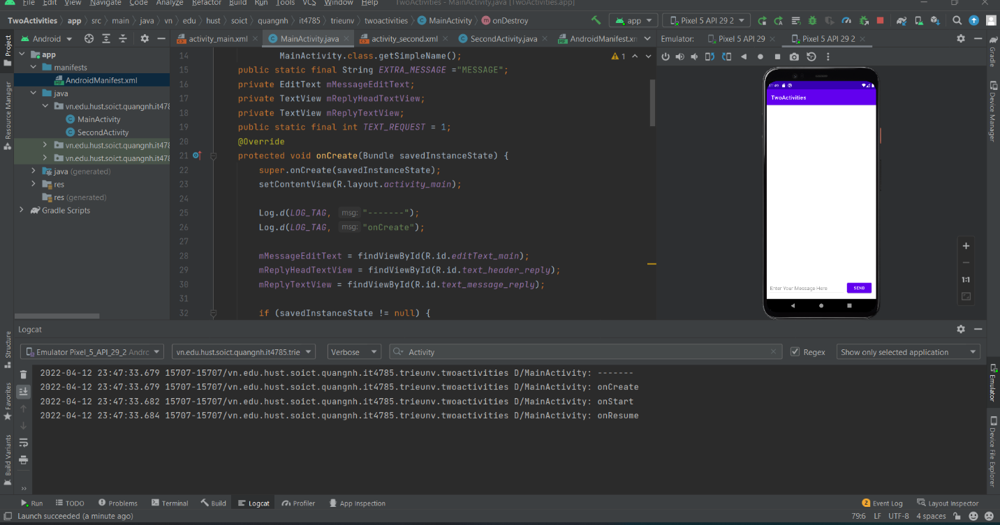 File Edit View Navigate Code Analyze Refactor Build Run Tools VCS Window Help TwoActivities - MainActivity.java [TwoActivities.app]
TwoActivities app src main java vn edu hust soict quangnh it4785 trieunv twoactivities MainActivity onDestroy app Pixel 5 API 29 2
Project
Android
activity_main.xml MainActivity.java activity_second.xml SecondActivity.java AndroidManifest.xm
Emulator: Pixel 5 API 29 Pixel 5 API 29 2
Gradle
Resource Manager
Device Manager
app
manifests
AndroidManifest.xml
java
vn.edu.hust.soict.quangnh.it478
MainActivity
SecondActivity
vn.edu.hust.soict.quangnh.it478
vn.edu.hust.soict.quangnh.it478
java (generated)
res
res (generated)
Gradle Scripts
1
14 MainActivity.class.getSimpleName();
15 public static final String EXTRA_MESSAGE ="MESSAGE";
16 private EditText mMessageEditText;
17 private TextView mReplyHeadTextView;
18 private TextView mReplyTextView;
19 public static final int TEXT_REQUEST = 1;
20 @Override
21 protected void onCreate(Bundle savedInstanceState) {
22 super.onCreate(savedInstanceState);
23 setContentView(R.layout.activity_main);
24
25 Log.d(LOG_TAG, msg: "-------");
26 Log.d(LOG_TAG, msg: "onCreate");
27
28 mMessageEditText = findViewById(R.id.editText_main);
29 mReplyHeadTextView = findViewById(R.id.text_header_reply);
30 mReplyTextView = findViewById(R.id.text_message_reply);
31
32 if (savedInstanceState != null) {
TwoActivities
Enter Your Message Here SEND
1:1
Logcat
Emulator Pixel_5_API_29_2 Andrc vn.edu.hust.soict.quangnh.it4785.trie Verbose Activity Regex Show only selected application
2022-04-12 23:47:33.679 15707-15707/vn.edu.hust.soict.quangnh.it4785.trieunv.twoactivities D/MainActivity: -------
2022-04-12 23:47:33.679 15707-15707/vn.edu.hust.soict.quangnh.it4785.trieunv.twoactivities D/MainActivity: onCreate
2022-04-12 23:47:33.682 15707-15707/vn.edu.hust.soict.quangnh.it4785.trieunv.twoactivities D/MainActivity: onStart
2022-04-12 23:47:33.684 15707-15707/vn.edu.hust.soict.quangnh.it4785.trieunv.twoactivities D/MainActivity: onResume
Structure
Favorites
Build Variants
Emulator
Device File Explorer
Run TODO Problems Terminal Build Logcat Profiler App Inspection 2 Event Log Layout Inspector
Launch succeeded (a minute ago) 79:6 LF UTF-8 4 spaces